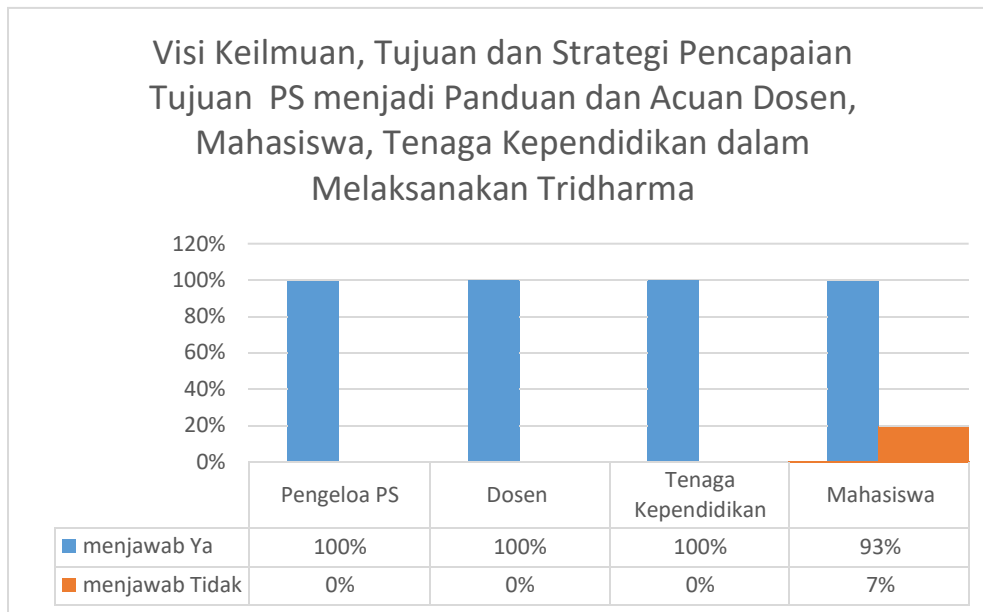 Visi Keilmuan, Tujuan dan Strategi Pencapaian
Tujuan PS menjadi Panduan dan Acuan Dosen,
Mahasiswa, Tenaga Kependidikan dalam
Melaksanakan Tridharma
120%
100%
80%
60%
40%
20%
0%
Pengeloa PS Dosen Tenaga Kependidikan Mahasiswa
menjawab Ya 100% 100% 100% 93%
menjawab Tidak 0% 0% 0% 7%